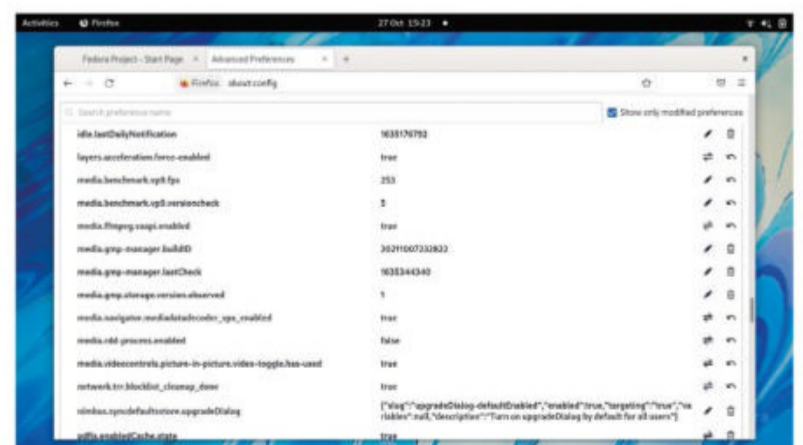 Activities Firefox 27 Oct 15:23
Fedora Project - Start Page Advanced Preferences
Firefox about:config
Search preference name Show only modified preferences
idle.lastDailyNotification 1635176792
layers.acceleration.force-enabled true
media.benchmark.vp9.fps 253
media.benchmark.vp9.versioncheck 5
media.ffmpeg.vaapi.enabled true
media.gmp-manager.buildID 20211007232822
media.gmp-manager.lastCheck 1635344340
media.gmp.storage.version.observed 1
media.navigator.mediadatadecoder_vpx_enabled true
media.rdd-process.enabled false
media.videocontrols.picture-in-picture.video-toggle.has-used true
network.trr.blocklist_cleanup_done true
nimbus.syncdefaultsstore.upgradeDialog {"slug":"upgradeDialog-defaultEnabled","enabled":true,"targeting":"true","va
riables":null,"description":"Turn on upgradeDialog by default for all users"}
pdfjs.enabledCache.state true